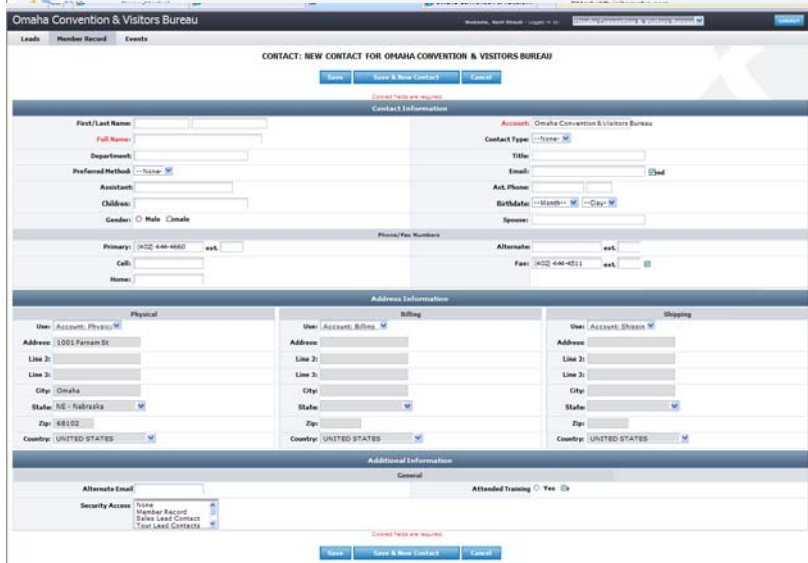 Omaha Convention & Visitors Bureau
Leads Member Record Events
CONTACT: NEW CONTACT FOR OMAHA CONVENTION & VISITORS BUREAU
Save Save & New Contact Cancel
Colored fields are required.
Contact Information
First/Last Name: Account: Omaha Convention & Visitors Bureau
Full Name: Contact Type: --None-
Department: Title:
Preferred Method: --None- Email:
Assistant: Ast. Phone:
Children: Birthdate: --Month-- --Day-
Gender: Male Spouse:
Phone/Fax Numbers
Primary: (402) 444-4660 ext. Alternate: ext.
Cell: Fax: (402) 444-4511 ext.
Home:
Address Information
Physical Billing Shipping
Use: Account: Physica Use: Account: Billing Use: Account: Shippin
Address: 1001 Farnam St Address: Address:
Line 2: Line 2: Line 2:
Line 3: Line 3: Line 3:
City: Omaha City: City:
State: NE - Nebraska State: State:
Zip: 68102 Zip: Zip:
Country: UNITED STATES Country: UNITED STATES Country: UNITED STATES
Additional Information
General
Alternate Email Attended Training Yes
Security Access None
Member Record
Sales Lead Contact
Tour Lead Contacts
Colored fields are required.
Save Save & New Contact Cancel